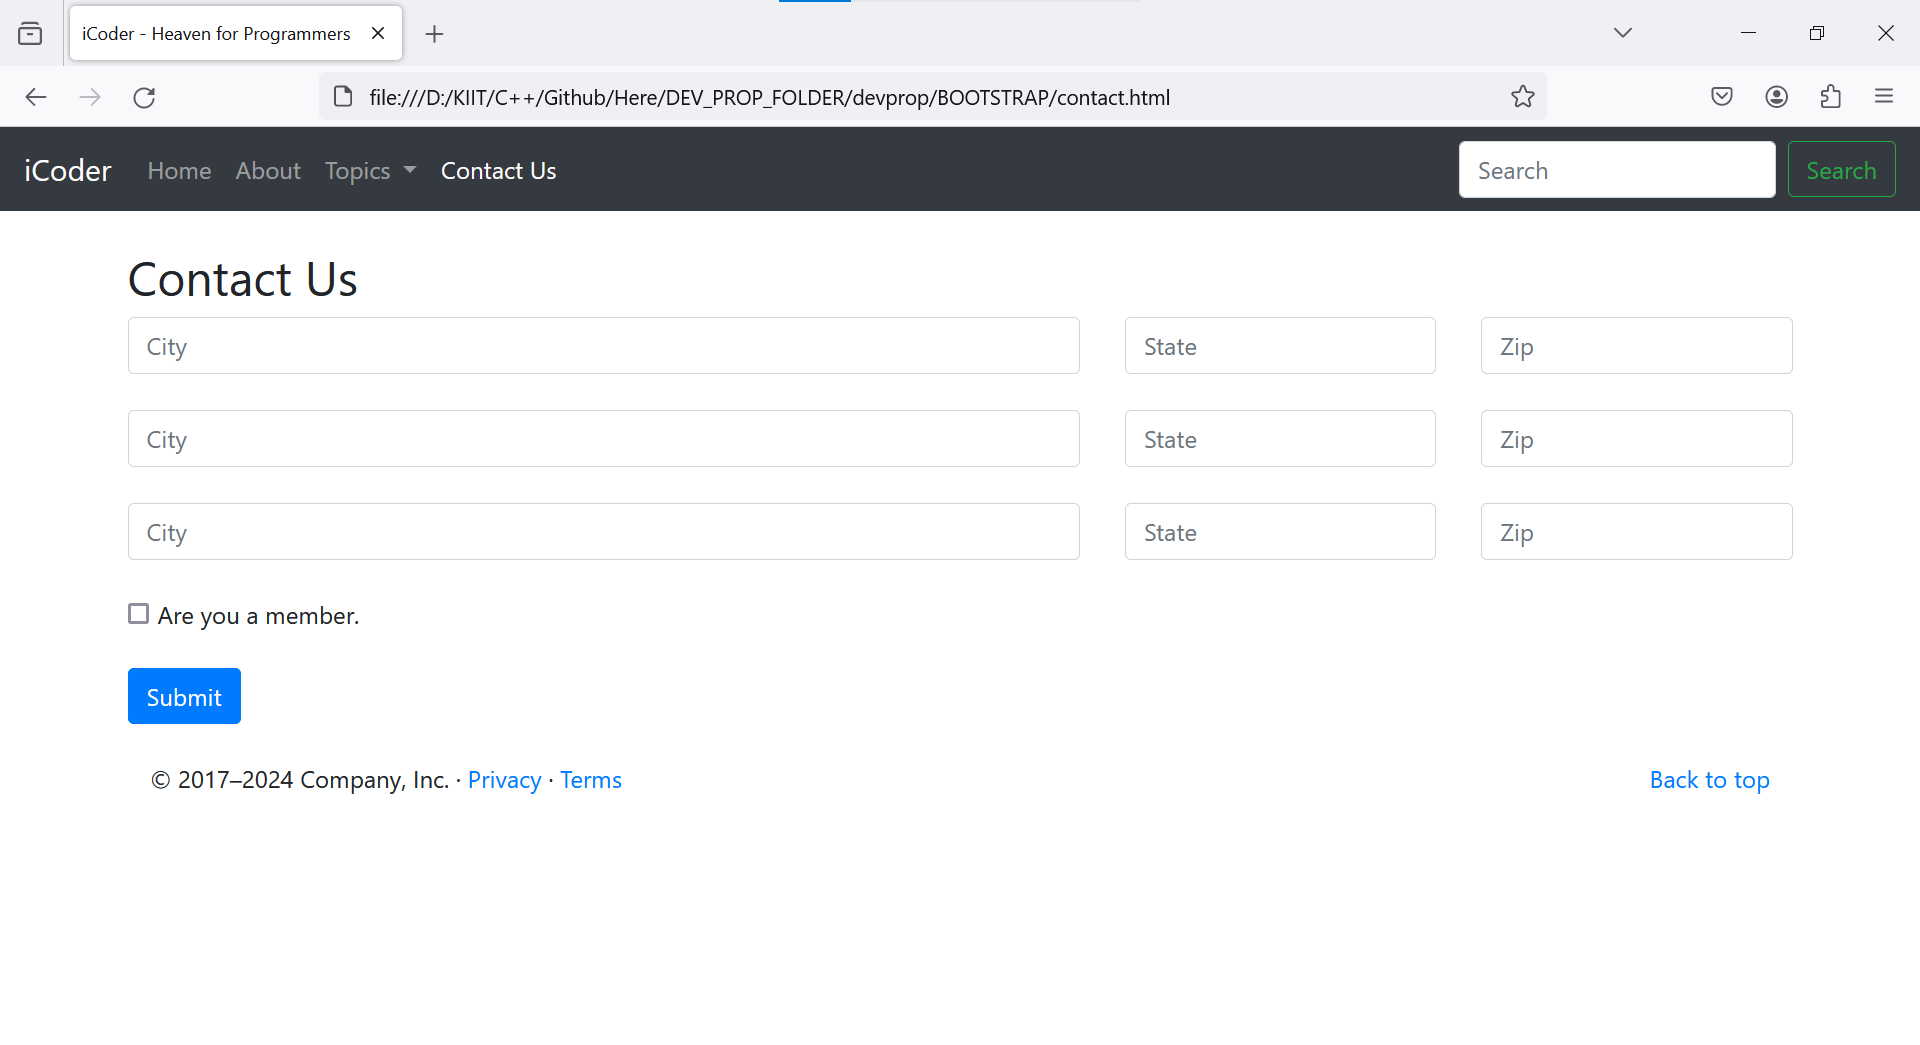 iCoder - Heaven for Programmers
file:///D:/KIIT/C++/Github/Here/DEV_PROP_FOLDER/devprop/BOOTSTRAP/contact.html
iCoder Home About Topics Contact Us Search Search
Contact Us
City State Zip
City State Zip
City State Zip
Are you a member.
Submit
© 2017–2024 Company, Inc. · Privacy · Terms Back to top